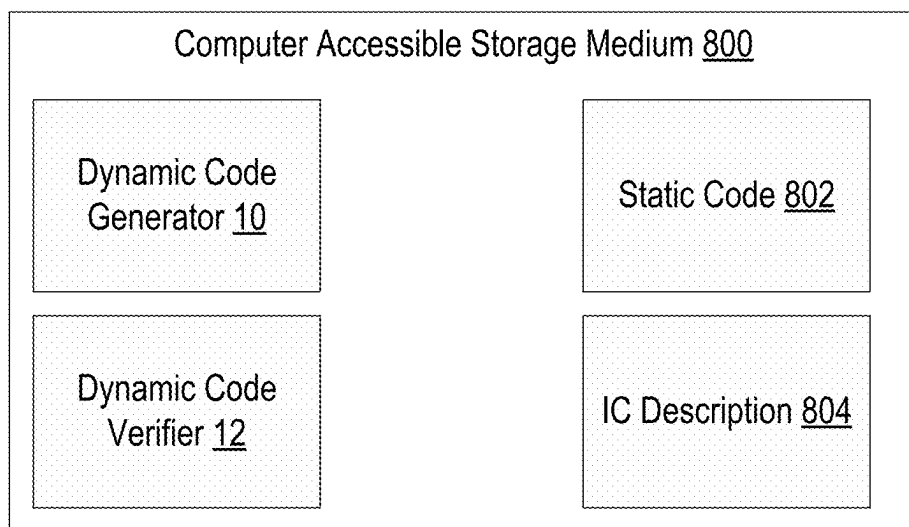 Computer Accessible Storage Medium 800
Dynamic Code
Generator 10
Static Code 802
Dynamic Code
Verifier 12
IC Description 804